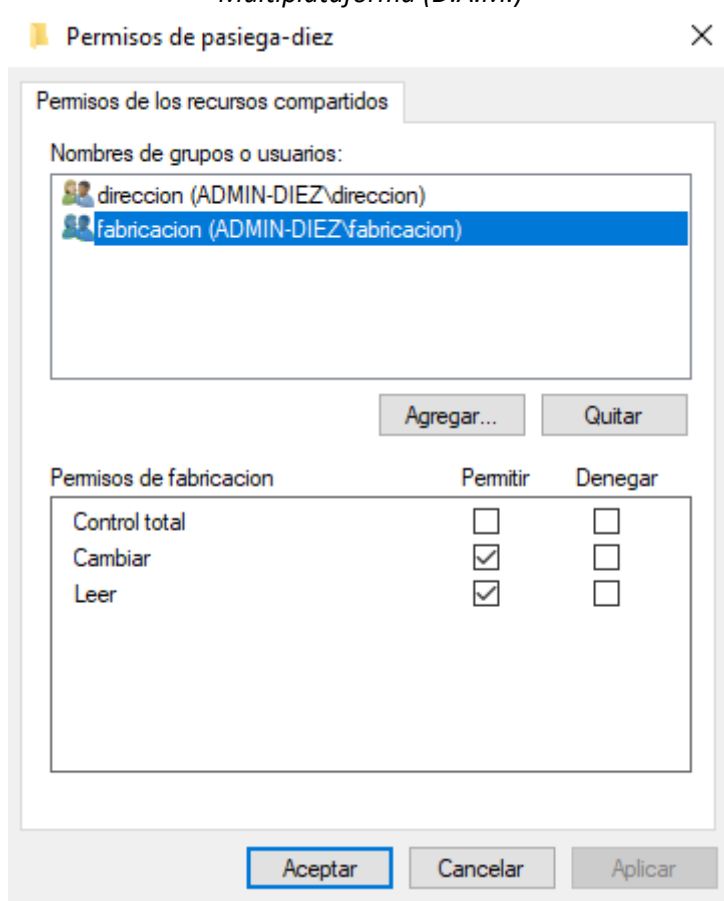 Multiplataforma (D.A.M.)
Permisos de pasiega-diez
Permisos de los recursos compartidos
Nombres de grupos o usuarios:
direccion (ADMIN-DIEZ\direccion)
fabricacion (ADMIN-DIEZ\fabricacion)
Agregar... Quitar
Permisos de fabricacion Permitir Denegar
Control total
Cambiar
Leer
Aceptar Cancelar Aplicar